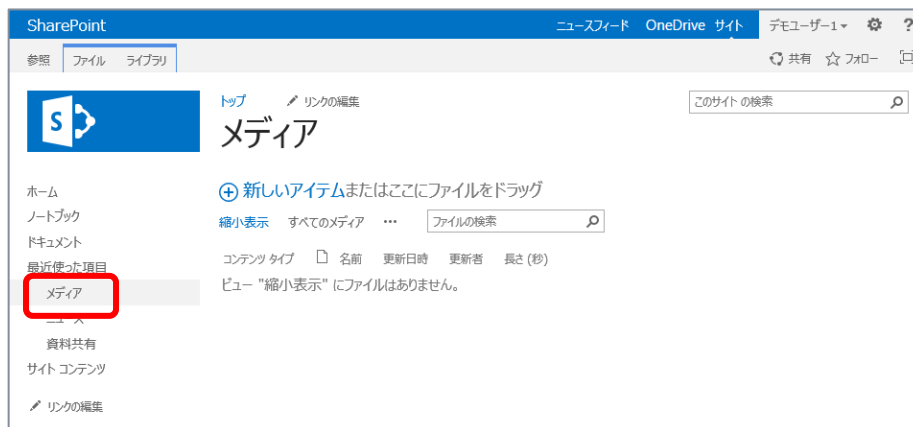 SharePoint ニュースフィード OneDrive サイト デモユーザー1 ?
参照 ファイル ライブラリ 共有 フォロー
S
トップ リンクの編集 このサイト の検索
メディア
ホーム
ノートブック
ドキュメント
最近使った項目
メディア
ニュース
資料共有
サイト コンテンツ
リンクの編集
新しいアイテムまたはここにファイルをドラッグ
縮小表示 すべてのメディア ••• ファイルの検索
コンテンツ タイプ 名前 更新日時 更新者 長さ (秒)
ビュー "縮小表示" にファイルはありません。